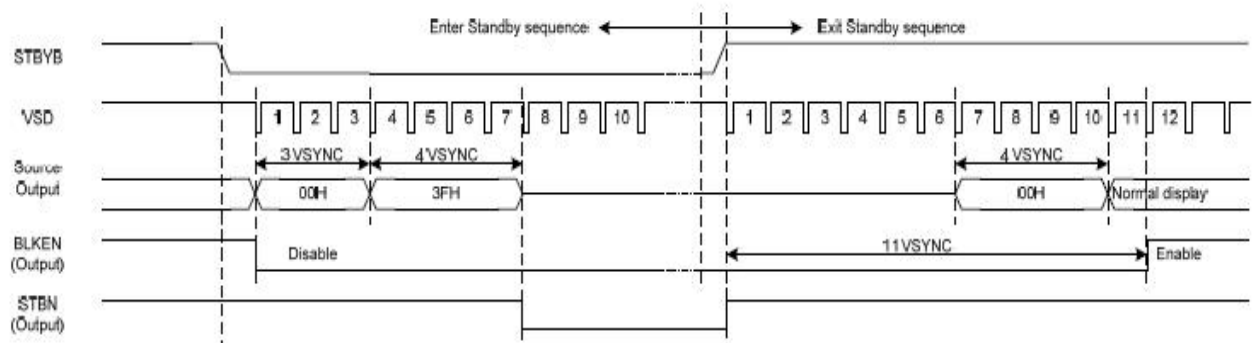 Enter Standby sequence Exit Standby sequence
STBYB
VSD 1 2 3 4 5 6 7 8 9 10 1 2 3 4 5 6 7 8 9 10 11 12
3VSYNC 4 VSYNC 4 VSYNC
Source
Output 00H 3FH 00H Normal display
BLKEN
(Output) Disable 11VSYNC Enable
STBN
(Output)